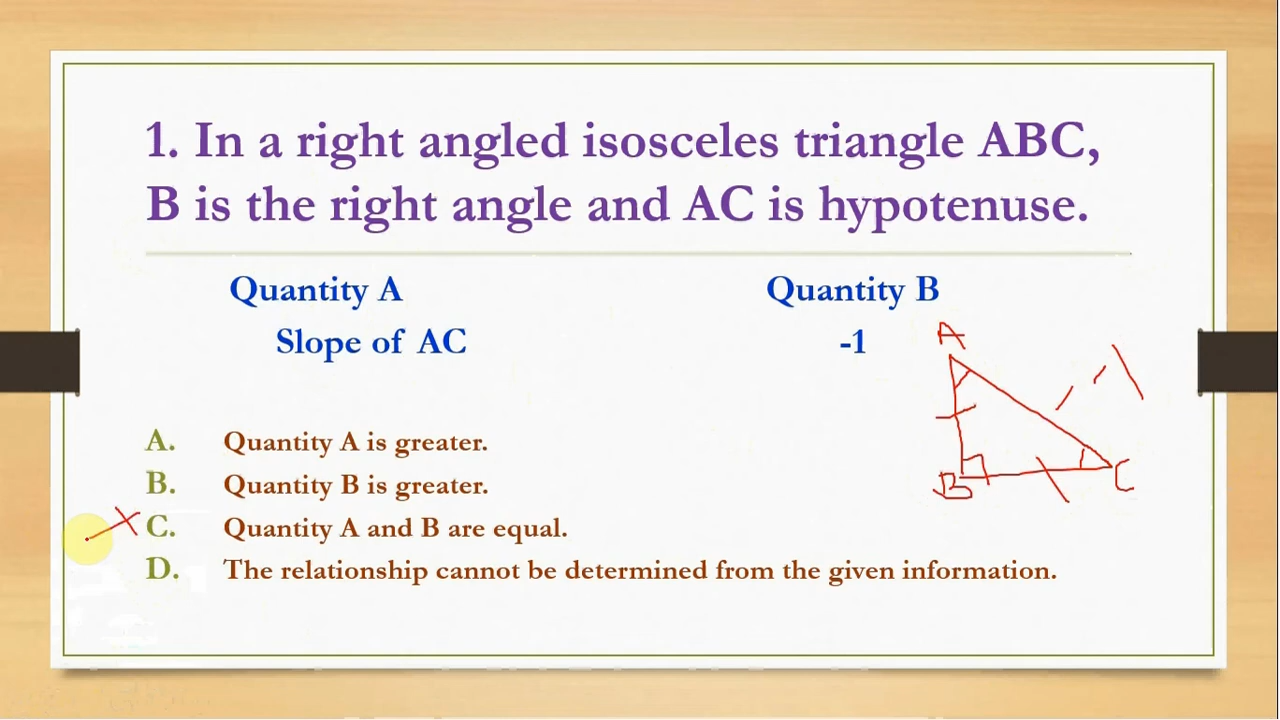 1. In a right angled isosceles triangle ABC,
B is the right angle and AC is hypotenuse.
Quantity A Quantity B
Slope of AC -1
A
B C
A. Quantity A is greater.
B. Quantity B is greater.
C. Quantity A and B are equal.
D. The relationship cannot be determined from the given information.